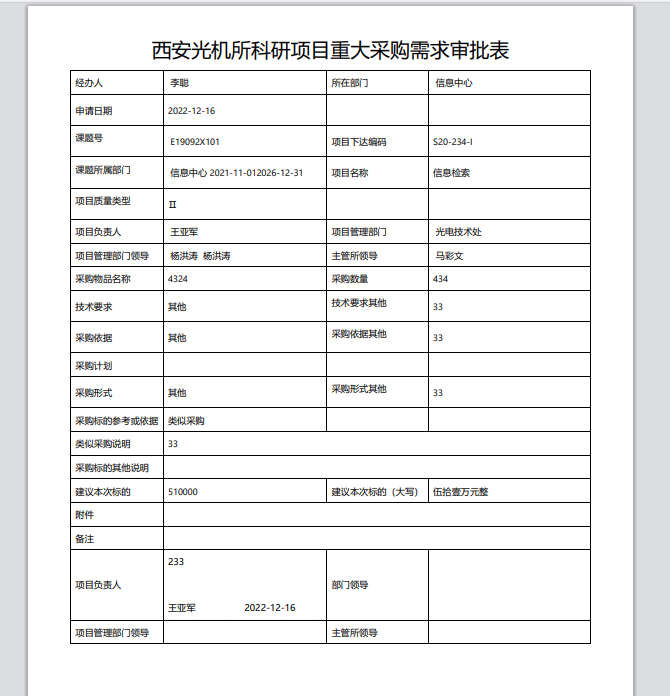 西安光机所科研项目重大采购需求审批表
经办人 李聪 所在部门 信息中心
申请日期 2022-12-16
课题号 E19092X101 项目下达编码 S20-234-I
课题所属部门 信息中心 2021-11-012026-12-31 项目名称 信息检索
项目质量类型 II
项目负责人 王亚军 项目管理部门 光电技术处
项目管理部门领导 杨洪涛 杨洪涛 主管所领导 马彩文
采购物品名称 4324 采购数量 434
技术要求 其他 技术要求其他 33
采购依据 其他 采购依据其他 33
采购计划
采购形式 其他 采购形式其他 33
采购标的参考或依据 类似采购
类似采购说明 33
采购标的其他说明
建议本次标的 510000 建议本次标的（大写） 伍拾壹万元整
附件
备注
233
项目负责人 部门领导
王亚军 2022-12-16
项目管理部门领导 主管所领导